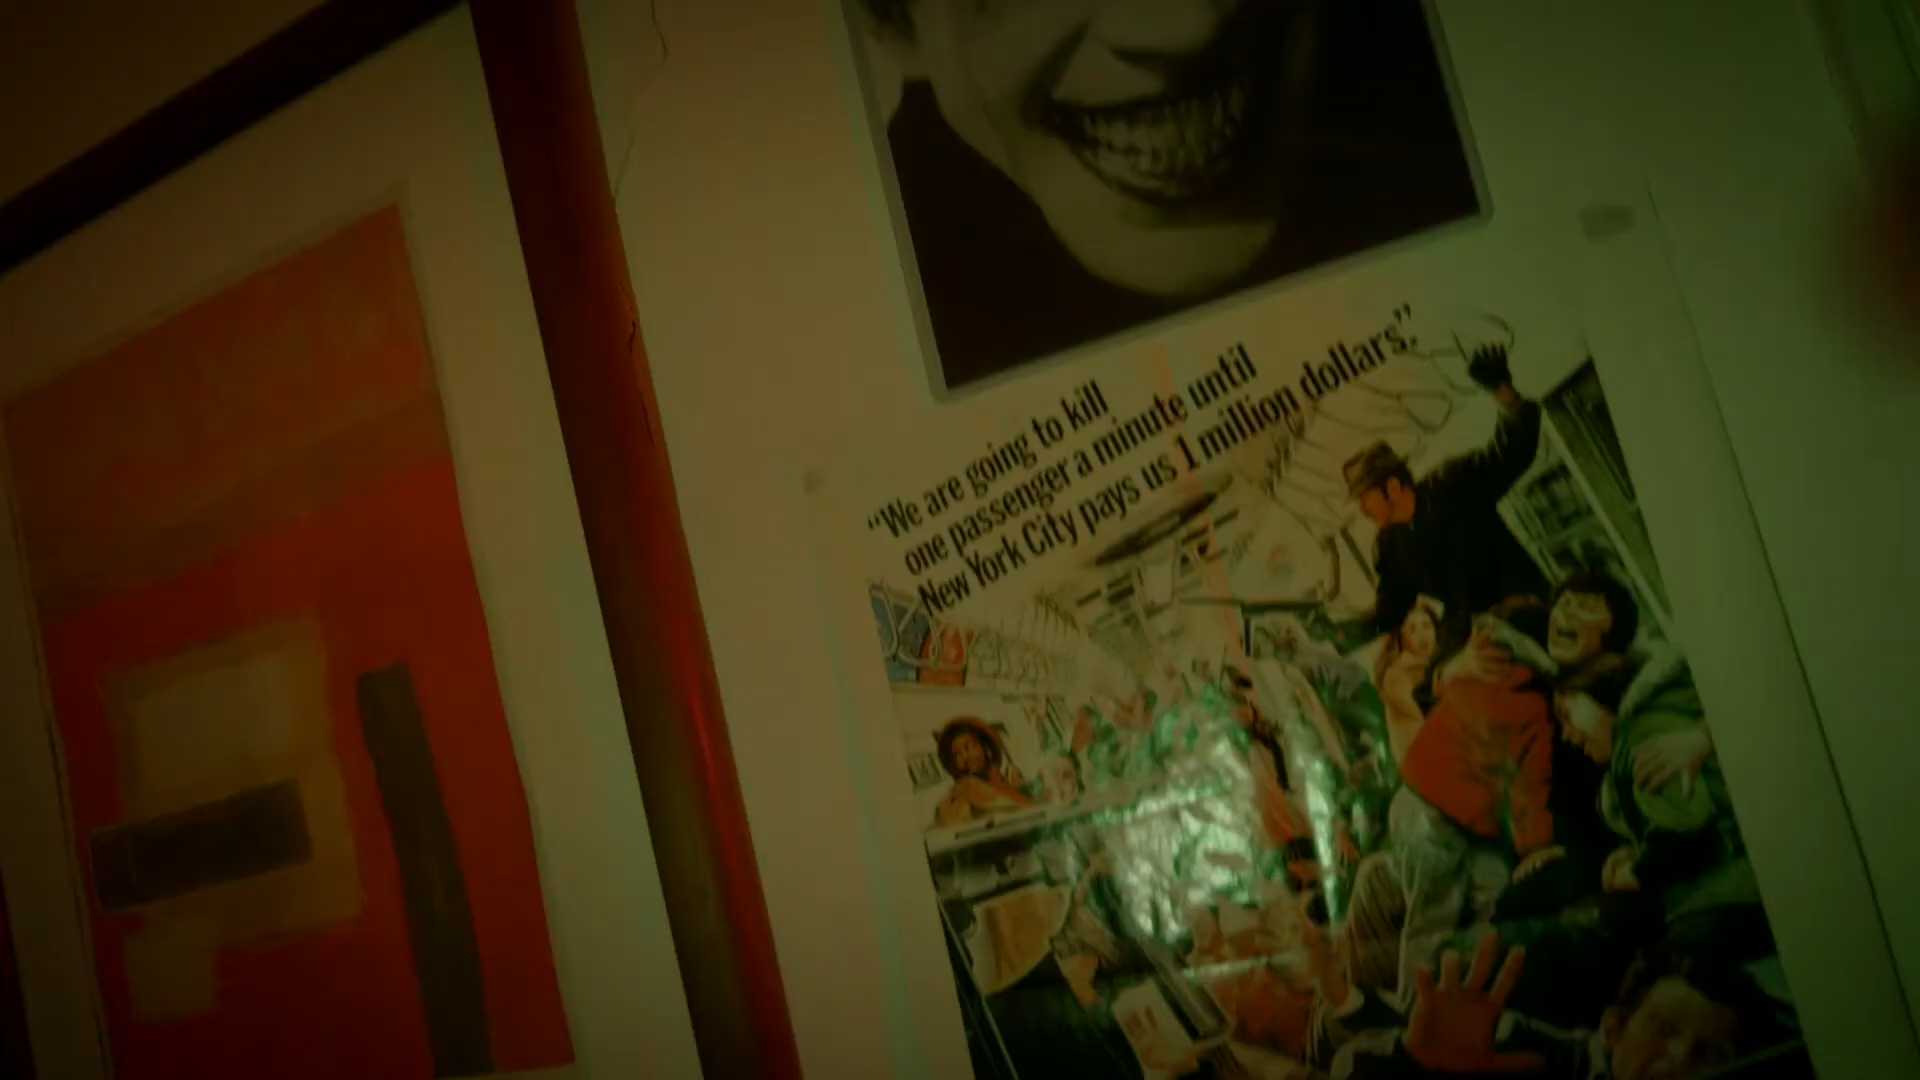 “We are going to kill
one passenger a minute until
New York City pays us 1 million dollars.”